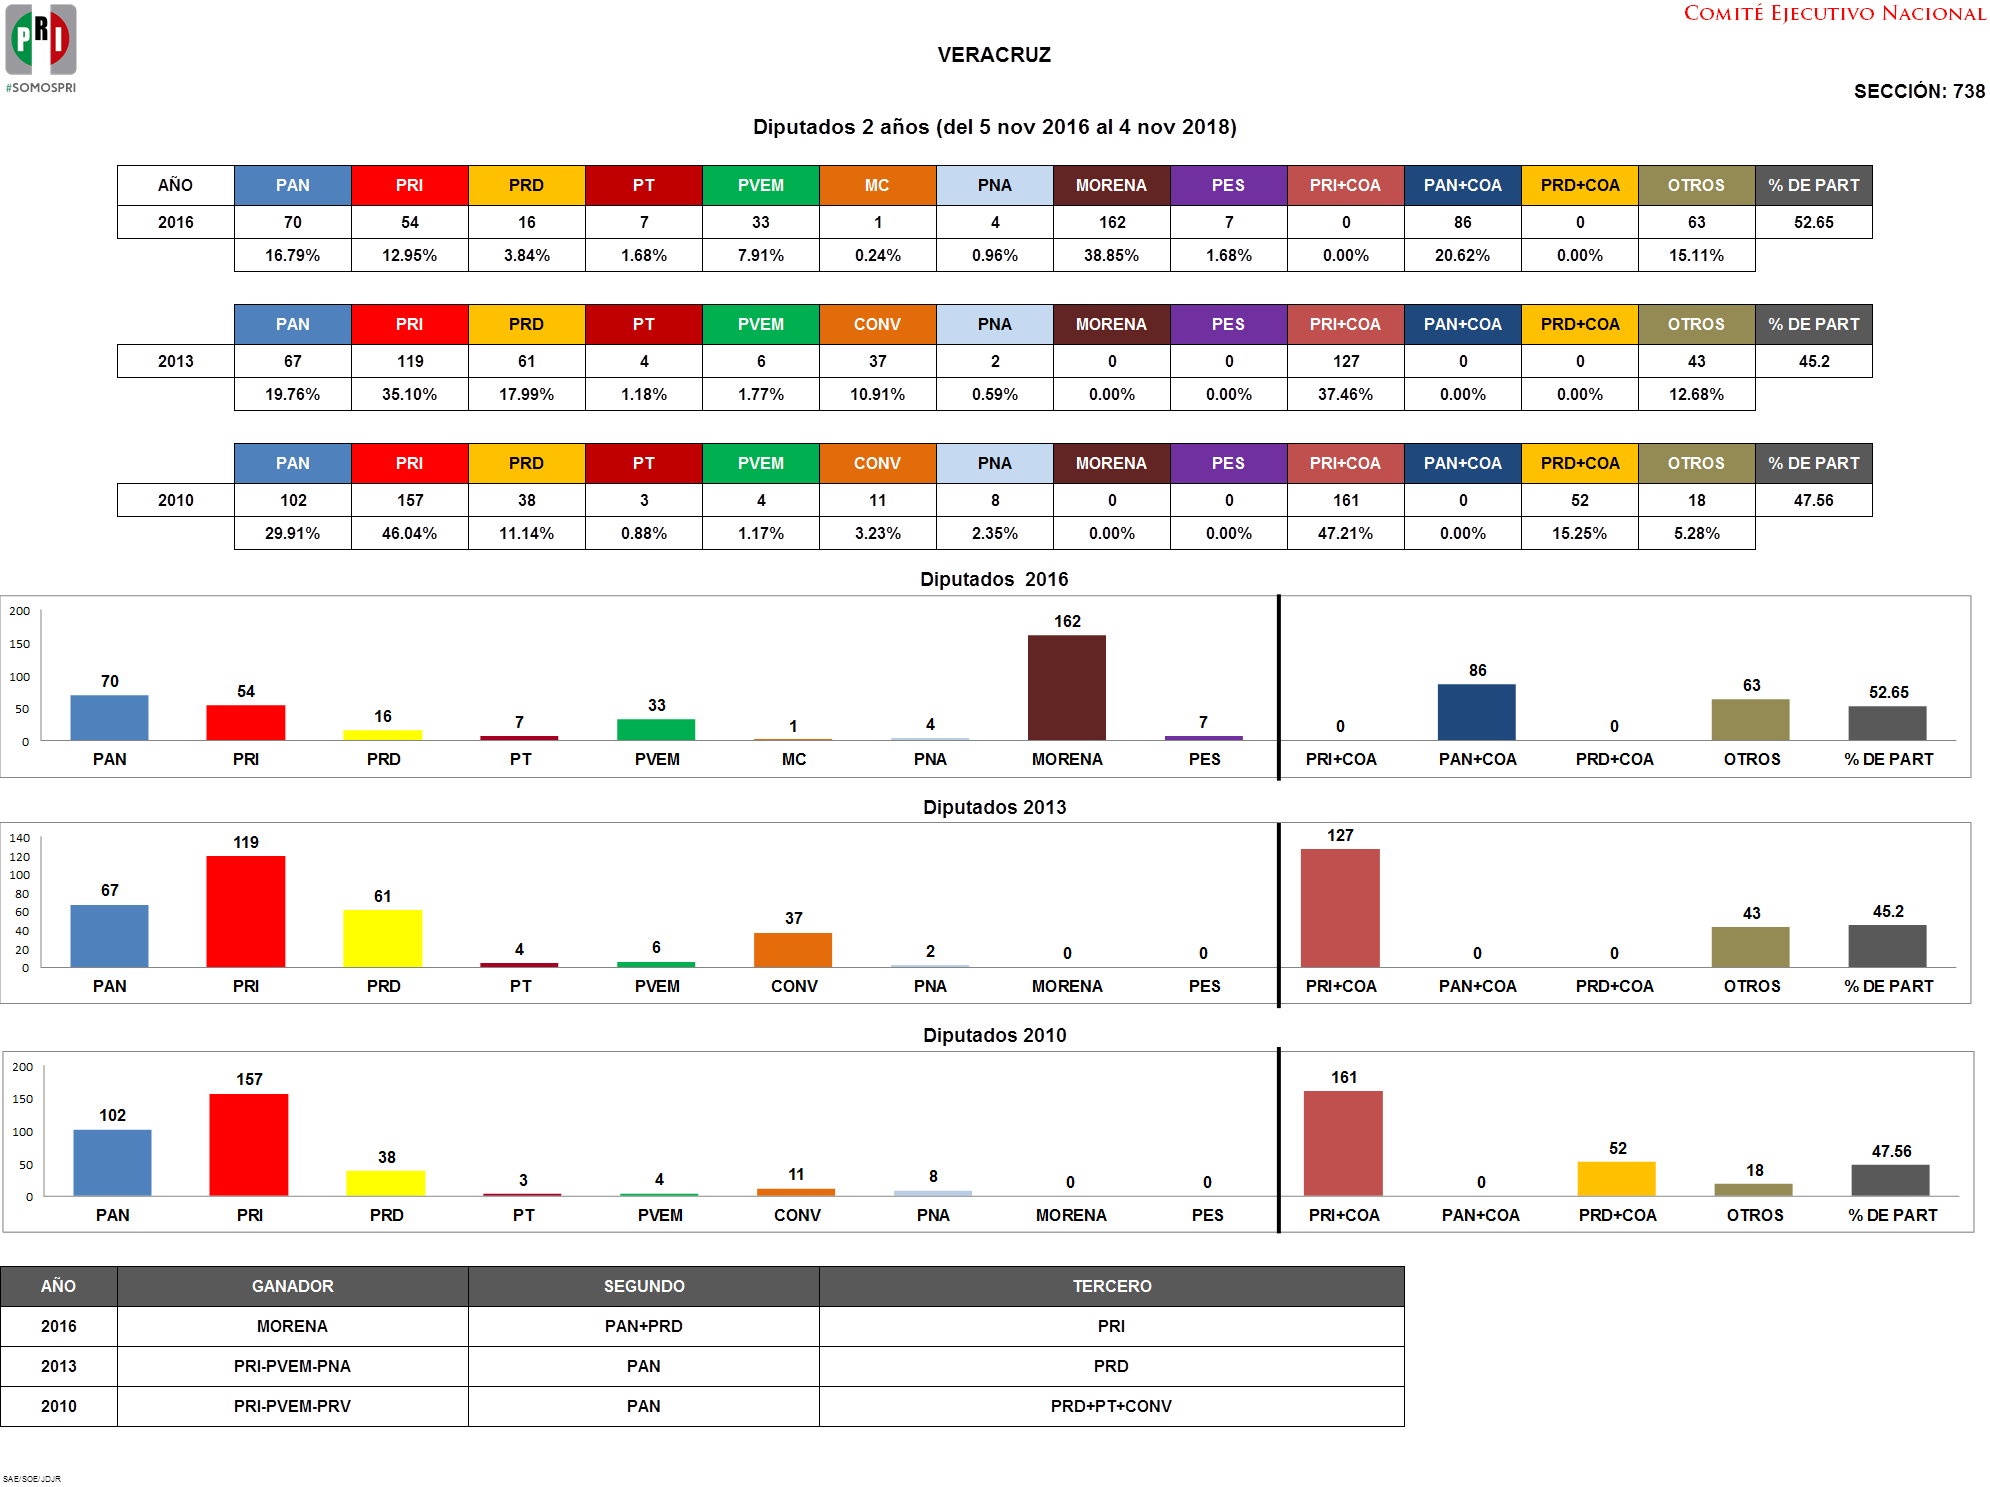 PRI
#SOMOSPRI
COMITÉ EJECUTIVO NACIONAL
VERACRUZ
SECCIÓN: 738
Diputados 2 años (del 5 nov 2016 al 4 nov 2018)
AÑO PAN PRI PRD PT PVEM MC PNA MORENA PES PRI+COA PAN+COA PRD+COA OTROS % DE PART
2016 70 54 16 7 33 1 4 162 7 0 86 0 63 52.65
16.79% 12.95% 3.84% 1.68% 7.91% 0.24% 0.96% 38.85% 1.68% 0.00% 20.62% 0.00% 15.11%
PAN PRI PRD PT PVEM CONV PNA MORENA PES PRI+COA PAN+COA PRD+COA OTROS % DE PART
2013 67 119 61 4 6 37 2 0 0 127 0 0 43 45.2
19.76% 35.10% 17.99% 1.18% 1.77% 10.91% 0.59% 0.00% 0.00% 37.46% 0.00% 0.00% 12.68%
PAN PRI PRD PT PVEM CONV PNA MORENA PES PRI+COA PAN+COA PRD+COA OTROS % DE PART
2010 102 157 38 3 4 11 8 0 0 161 0 52 18 47.56
29.91% 46.04% 11.14% 0.88% 1.17% 3.23% 2.35% 0.00% 0.00% 47.21% 0.00% 15.25% 5.28%
Diputados 2016
200
150
100
50
0
70 54 16 7 33 1 4 162 7 0 86 0 63 52.65
PAN PRI PRD PT PVEM MC PNA MORENA PES PRI+COA PAN+COA PRD+COA OTROS % DE PART
Diputados 2013
140
120
100
80
60
40
20
0
67 119 61 4 6 37 2 0 0 127 0 0 43 45.2
PAN PRI PRD PT PVEM CONV PNA MORENA PES PRI+COA PAN+COA PRD+COA OTROS % DE PART
Diputados 2010
200
150
100
50
0
102 157 38 3 4 11 8 0 0 161 0 52 18 47.56
PAN PRI PRD PT PVEM CONV PNA MORENA PES PRI+COA PAN+COA PRD+COA OTROS % DE PART
AÑO GANADOR SEGUNDO TERCERO
2016 MORENA PAN+PRD PRI
2013 PRI-PVEM-PNA PAN PRD
2010 PRI-PVEM-PRV PAN PRD+PT+CONV
SAE/SOE/JDJR